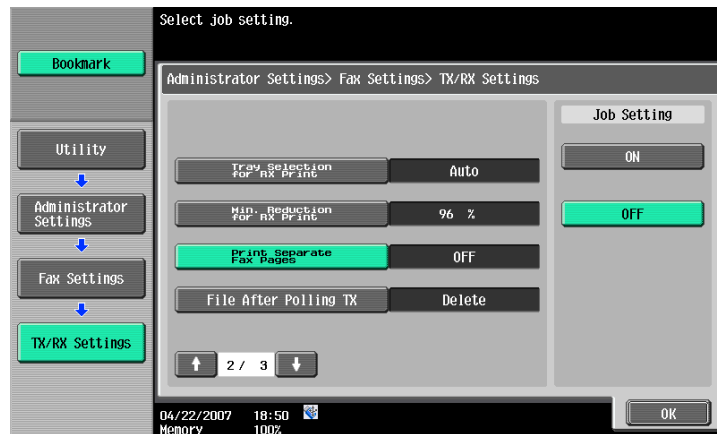 Select job setting.
Bookmark
Administrator Settings> Fax Settings> TX/RX Settings
Job Setting
Utility
Administrator
Settings
Fax Settings
TX/RX Settings
Tray Selection
for RX Print
Auto
Min. Reduction
for RX Print
96 %
Print Separate
Fax Pages
OFF
File After Polling TX
Delete
2/ 3
ON
OFF
04/22/2007 18:50
Memory 100%
OK